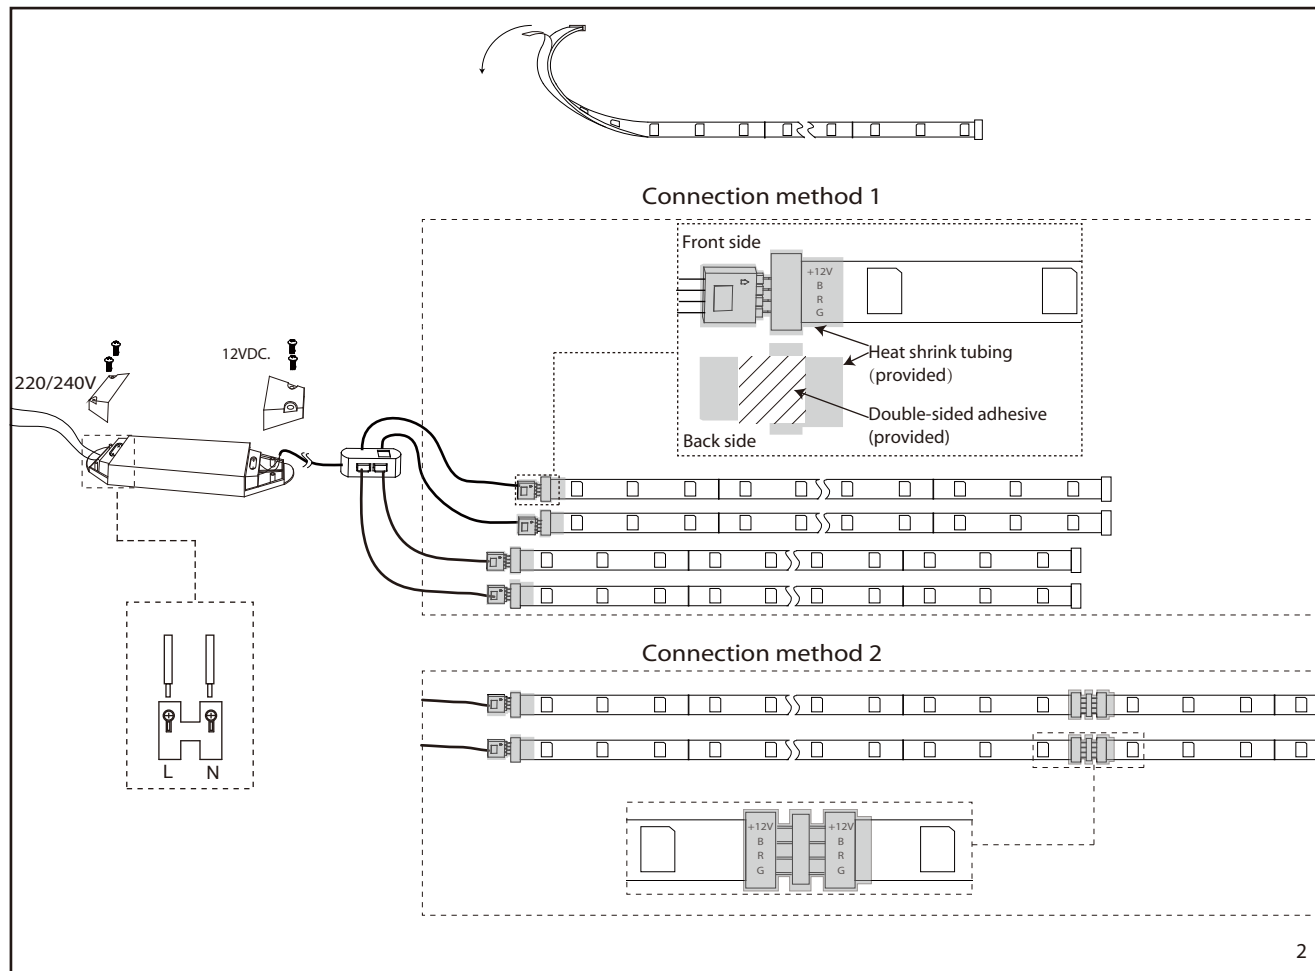 Connection method 1
Front side
+12V
B
R
G
Heat shrink tubing
(provided)
Double-sided adhesive
(provided)
Back side
12VDC.
220/240V
L N
Connection method 2
+12V +12V
B B
R R
G G
2